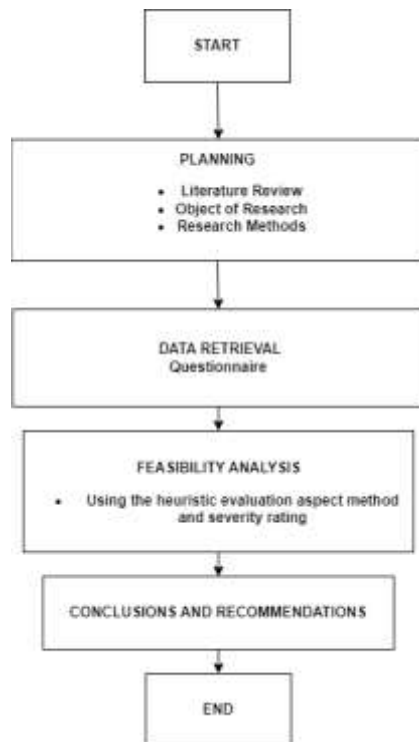 START
PLANNING
• Literature Review
• Object of Research
• Research Methods
DATA RETRIEVAL
Questionnaire
FEASIBILITY ANALYSIS
• Using the heuristic evaluation aspect method
and severity rating
CONCLUSIONS AND RECOMMENDATIONS
END